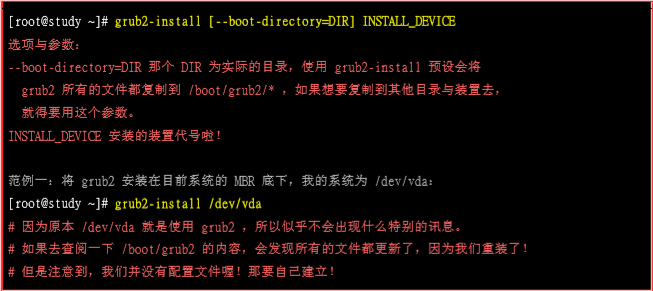 [root@study ~]# grub2-install [--boot-directory=DIR] INSTALL_DEVICE
选项与参数：
--boot-directory=DIR 那个 DIR 为实际的目录，使用 grub2-install 预设会将
grub2 所有的文件都复制到 /boot/grub2/* ，如果想要复制到其他目录与装置去，
就得要用这个参数。
INSTALL_DEVICE 安装的装置代号啦！
范例一：将 grub2 安装在目前系统的 MBR 底下，我的系统为 /dev/vda：
[root@study ~]# grub2-install /dev/vda
# 因为原本 /dev/vda 就是使用 grub2 ，所以似乎不会出现什么特别的讯息。
# 如果去查阅一下 /boot/grub2 的内容，会发现所有的文件都更新了，因为我们重装了！
# 但是注意到，我们并没有配置文件喔！那要自己建立！